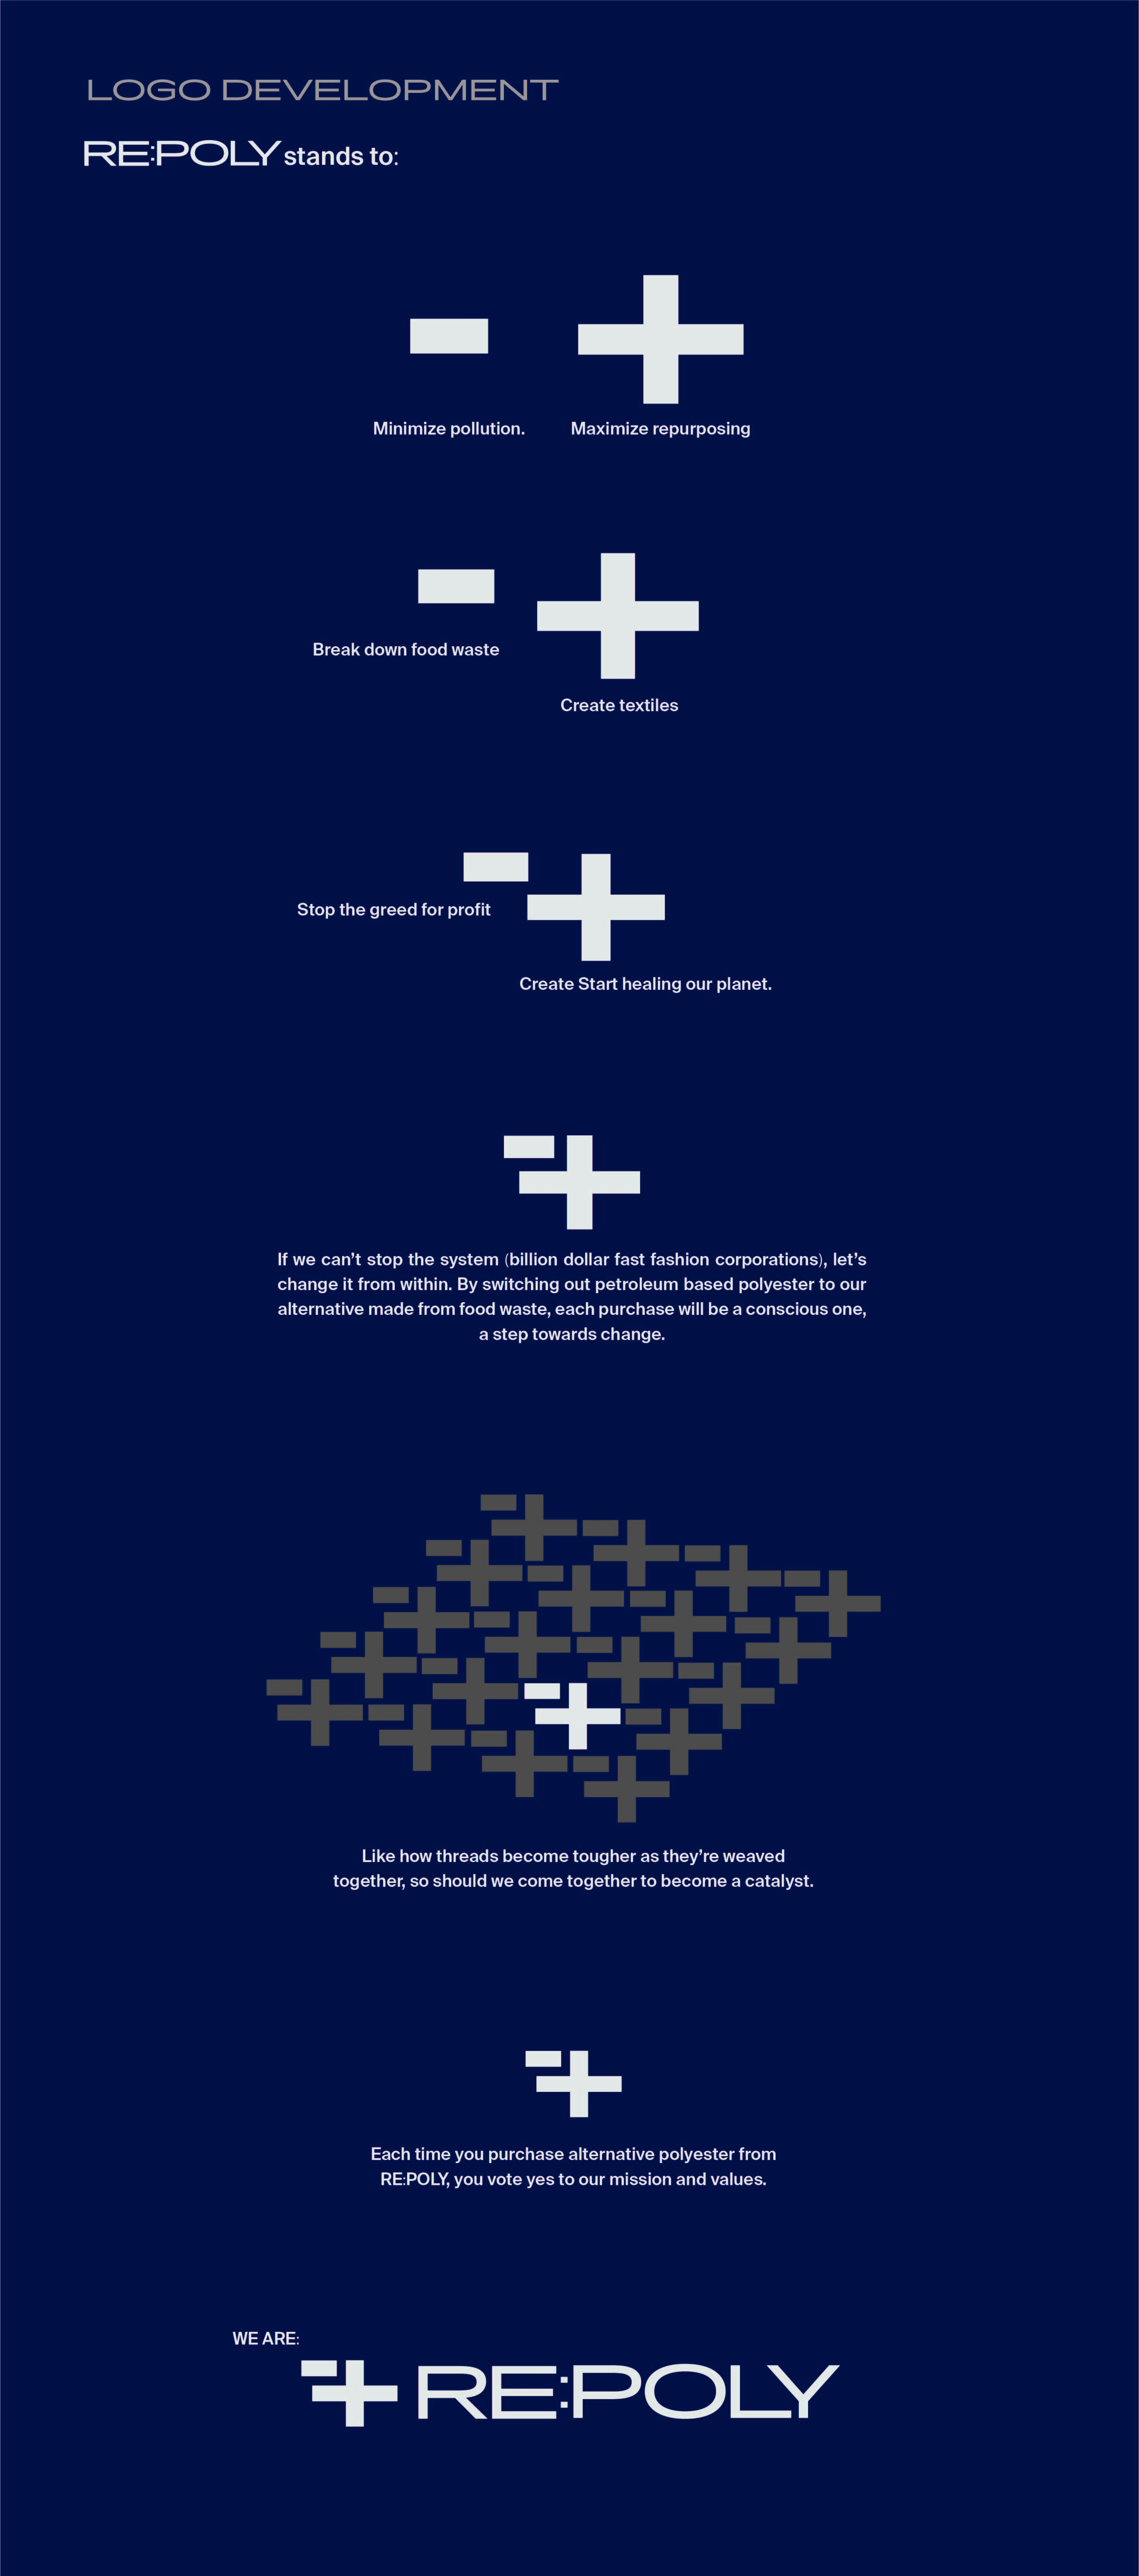 LOGO DEVELOPMENT
RE:POLY stands to:
Minimize pollution. Maximize repurposing
Break down food waste
Create textiles
Stop the greed for profit
Create Start healing our planet.
If we can't stop the system (billion dollar fast fashion corporations), let's
change it from within. By switching out petroleum based polyester to our
alternative made from food waste, each purchase will be a conscious one,
a step towards change.
Like how threads become tougher as they're weaved
together, so should we come together to become a catalyst.
Each time you purchase alternative polyester from
RE:POLY, you vote yes to our mission and values.
WE ARE:
RE:POLY